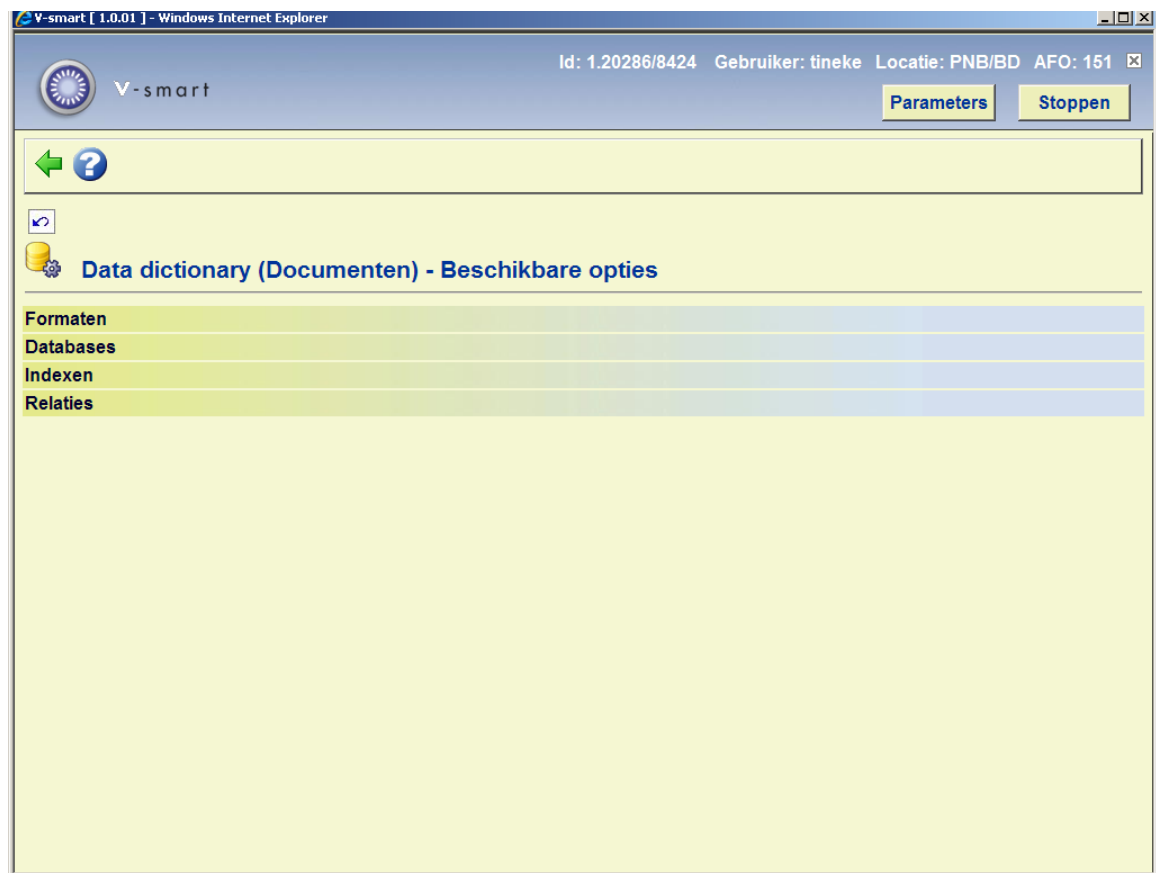 V-smart [ 1.0.01 ] - Windows Internet Explorer
Id: 1.20286/8424 Gebruiker: tineke Locatie: PNB/BD AFO: 151
V-smart
Parameters Stoppen
Data dictionary (Documenten) - Beschikbare opties
Formaten
Databases
Indexen
Relaties